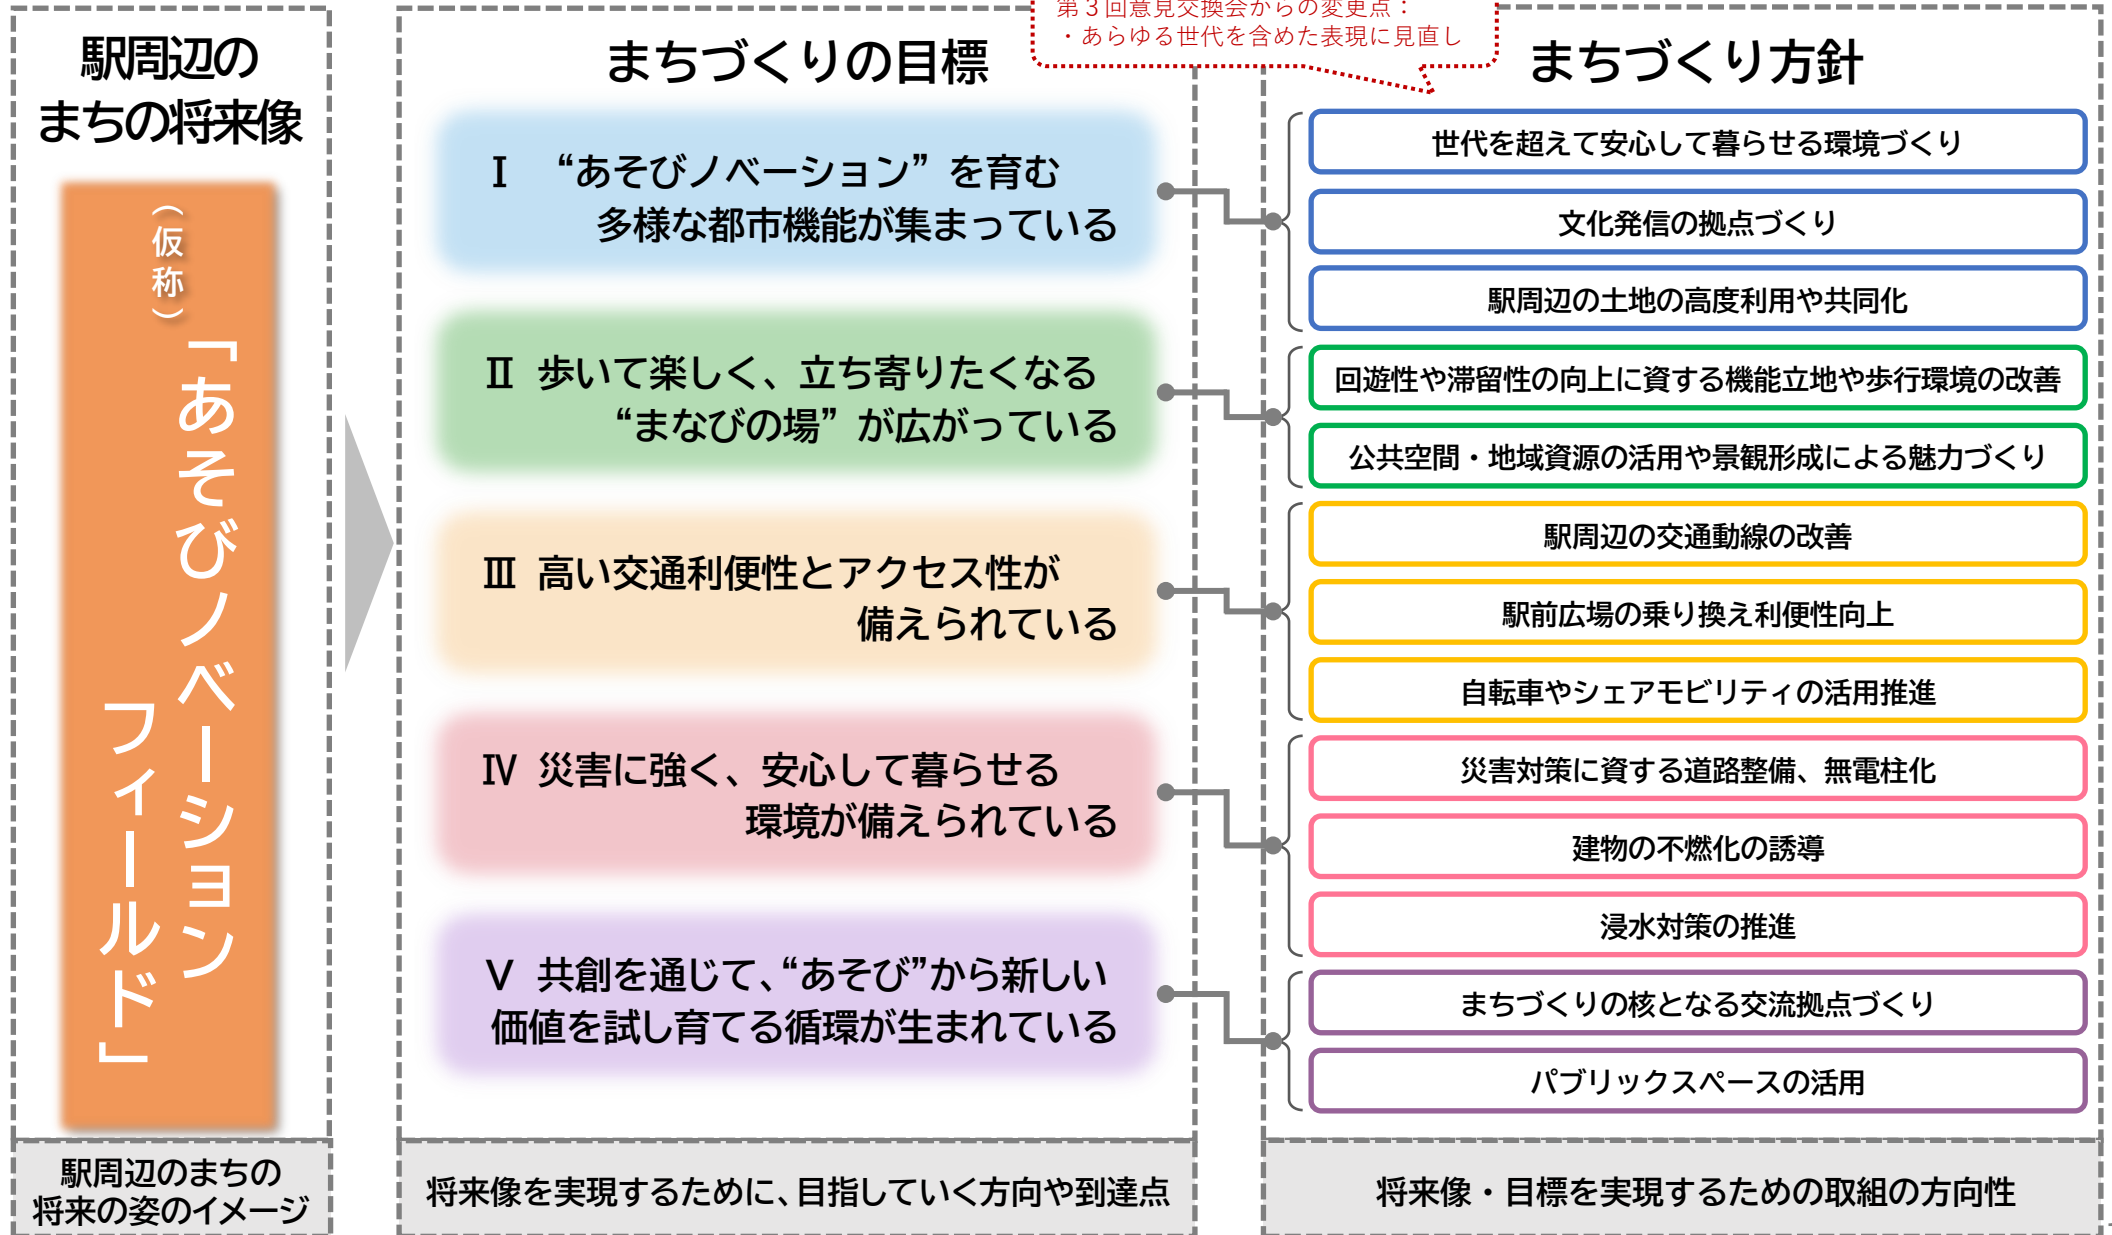 駅周辺の
まちの将来像
（仮称）
「あそびノベーション
フィールド」
駅周辺のまちの
将来の姿のイメージ
まちづくりの目標
Ⅰ “あそびノベーション”を育む
多様な都市機能が集まっている
Ⅱ 歩いて楽しく、立ち寄りたくなる
“まなびの場”が広がっている
Ⅲ 高い交通利便性とアクセス性が
備えられている
Ⅳ 災害に強く、安心して暮らせる
環境が備えられている
Ⅴ 共創を通じて、“あそび”から新しい
価値を試し育てる循環が生まれている
将来像を実現するために、目指していく方向や到達点
第3回意見交換会からの変更点：
・あらゆる世代を含めた表現に見直し
まちづくり方針
世代を超えて安心して暮らせる環境づくり
文化発信の拠点づくり
駅周辺の土地の高度利用や共同化
回遊性や滞留性の向上に資する機能立地や歩行環境の改善
公共空間・地域資源の活用や景観形成による魅力づくり
駅周辺の交通動線の改善
駅前広場の乗り換え利便性向上
自転車やシェアモビリティの活用推進
災害対策に資する道路整備、無電柱化
建物の不燃化の誘導
浸水対策の推進
まちづくりの核となる交流拠点づくり
パブリックスペースの活用
将来像・目標を実現するための取組の方向性